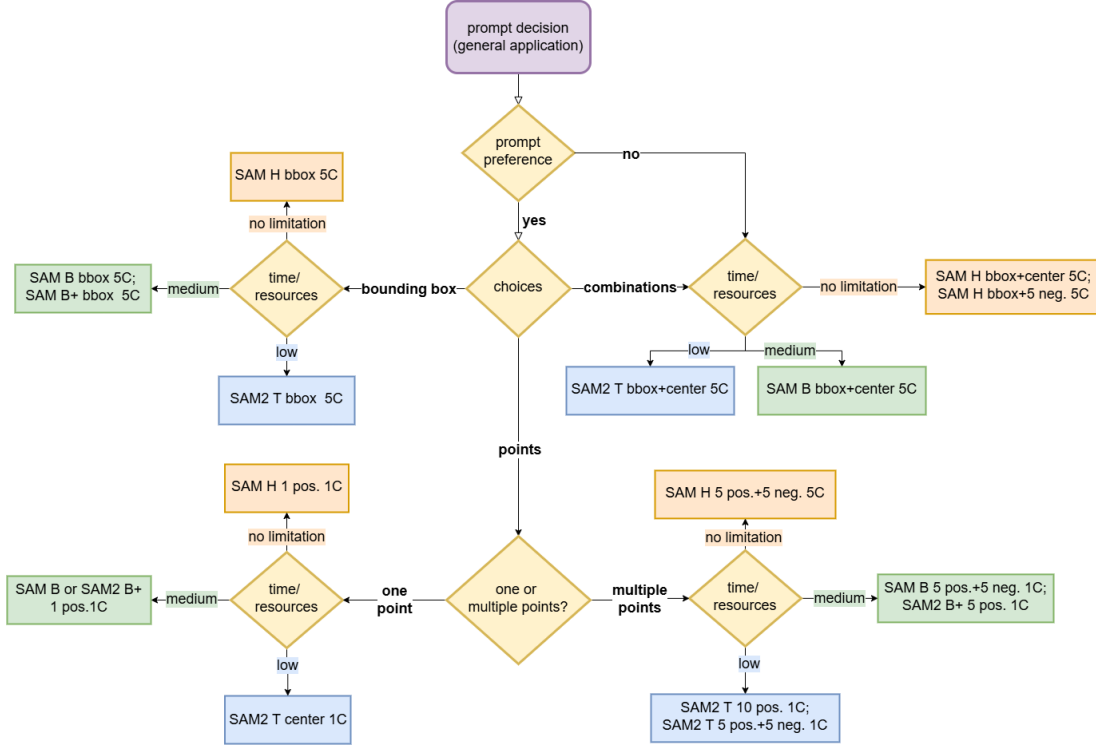 prompt decision
(general application)
prompt
preference
no
yes
SAM H bbox 5C
no limitation
SAM B bbox 5C;
SAM B+ bbox 5C
medium
time/
resources
bounding box
choices
combinations
time/
resources
no limitation
SAM H bbox+center 5C;
SAM H bbox+5 neg. 5C
low
SAM2 T bbox 5C
low
medium
SAM2 T bbox+center 5C
SAM B bbox+center 5C
points
SAM H 1 pos. 1C
no limitation
SAM H 5 pos.+5 neg. 5C
no limitation
SAM B or SAM2 B+
1 pos.1C
medium
time/
resources
one
point
one or
multiple points?
multiple
points
time/
resources
medium
SAM B 5 pos.+5 neg. 1C;
SAM2 B+ 5 pos. 1C
low
SAM2 T center 1C
low
SAM2 T 10 pos. 1C;
SAM2 T 5 pos.+5 neg. 1C